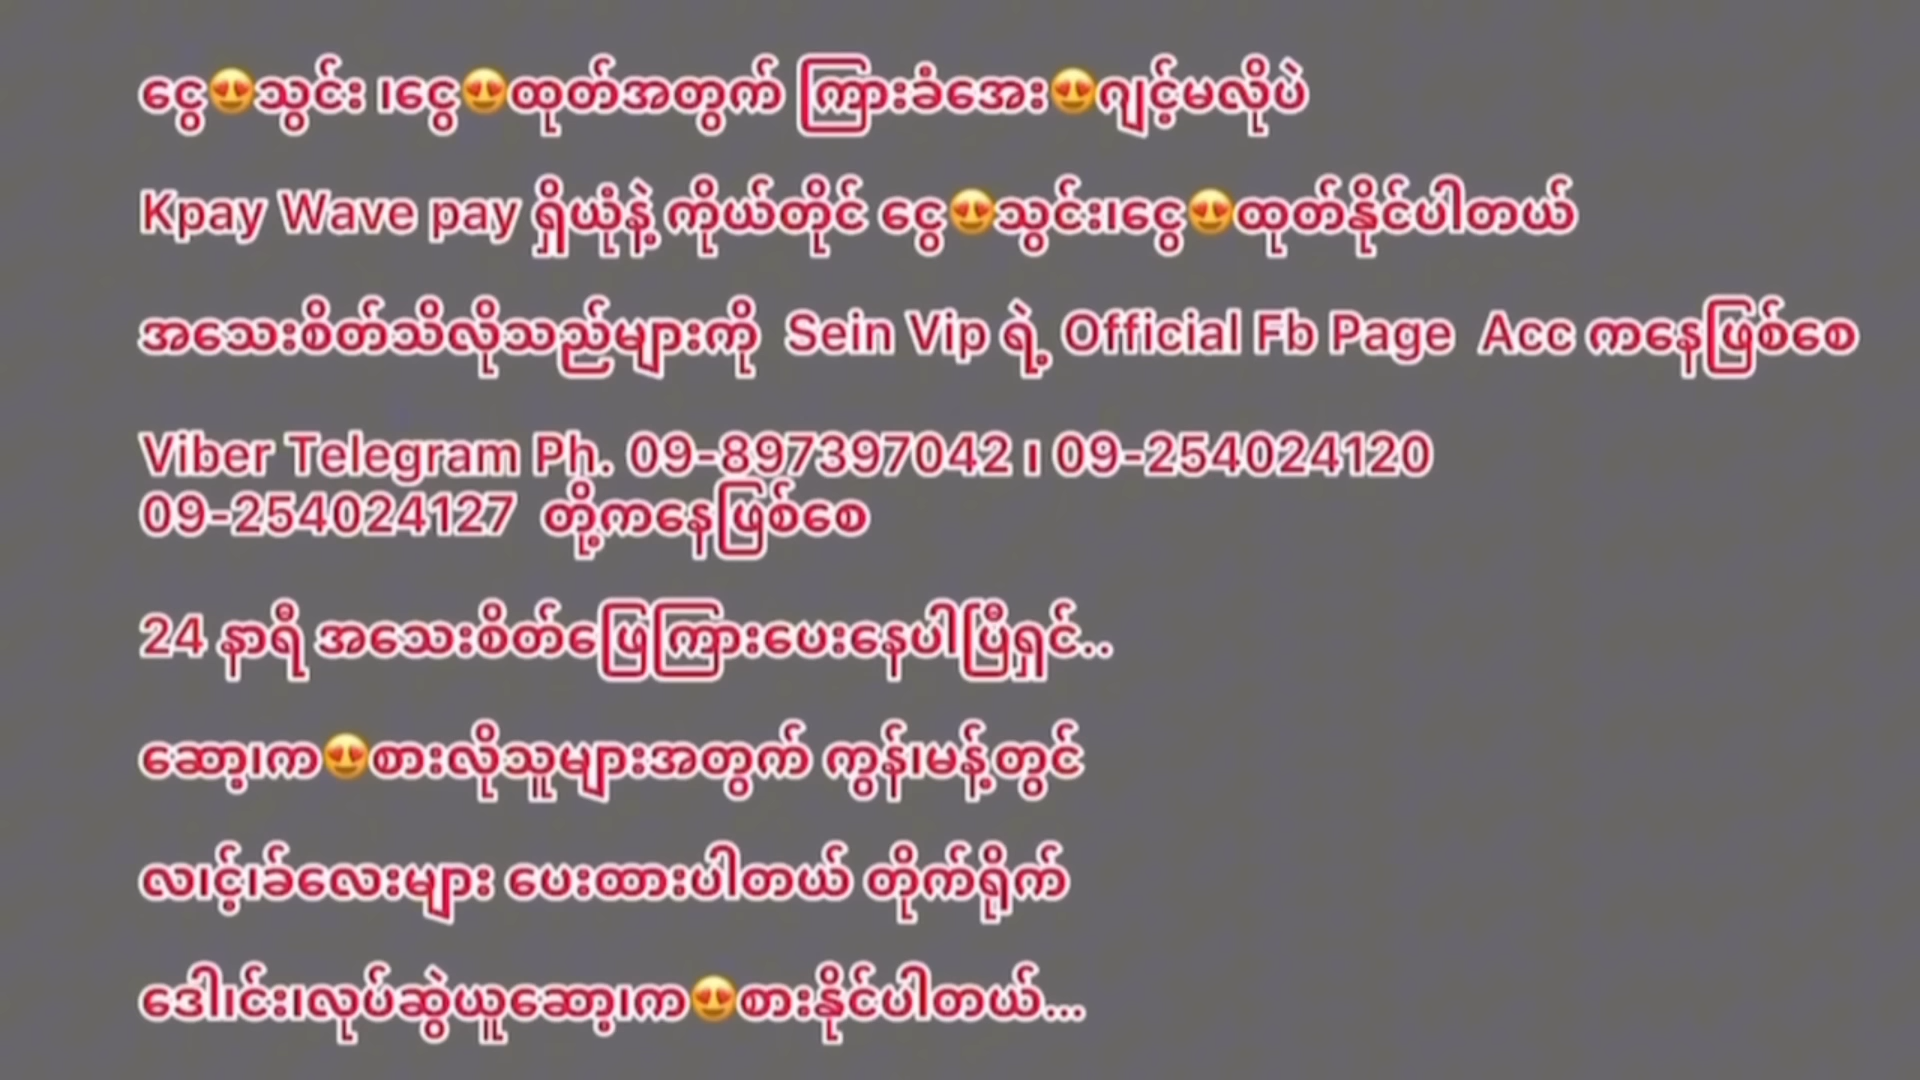 ငွေ😍သွင်း ၊ငွေ😍ထုတ်အတွက် ကြားခံအေး😍ဂျင့်မလိုပဲ
Kpay Wave pay ရှိယုံနဲ့ ကိုယ်တိုင် ငွေ😍သွင်း၊ငွေ😍ထုတ်နိုင်ပါတယ်
အသေးစိတ်သိလိုသည်များကို Sein Vip ရဲ့ Official Fb Page Acc ကနေဖြစ်စေ
Viber Telegram Ph. 09-897397042 ၊ 09-254024120
09-254024127 တို့ကနေဖြစ်စေ
24 နာရီ အသေးစိတ်ဖြေကြားပေးနေပါပြီရှင်..
ဆော့၊က😍စားလိုသူများအတွက် ကွန်၊မန့်တွင်
လ၊င့်၊ခ်လေးများ ပေးထားပါတယ် တိုက်ရိုက်
ဒေါ၊င်း၊လုပ်ဆွဲယူဆော့၊က😍စားနိုင်ပါတယ်...